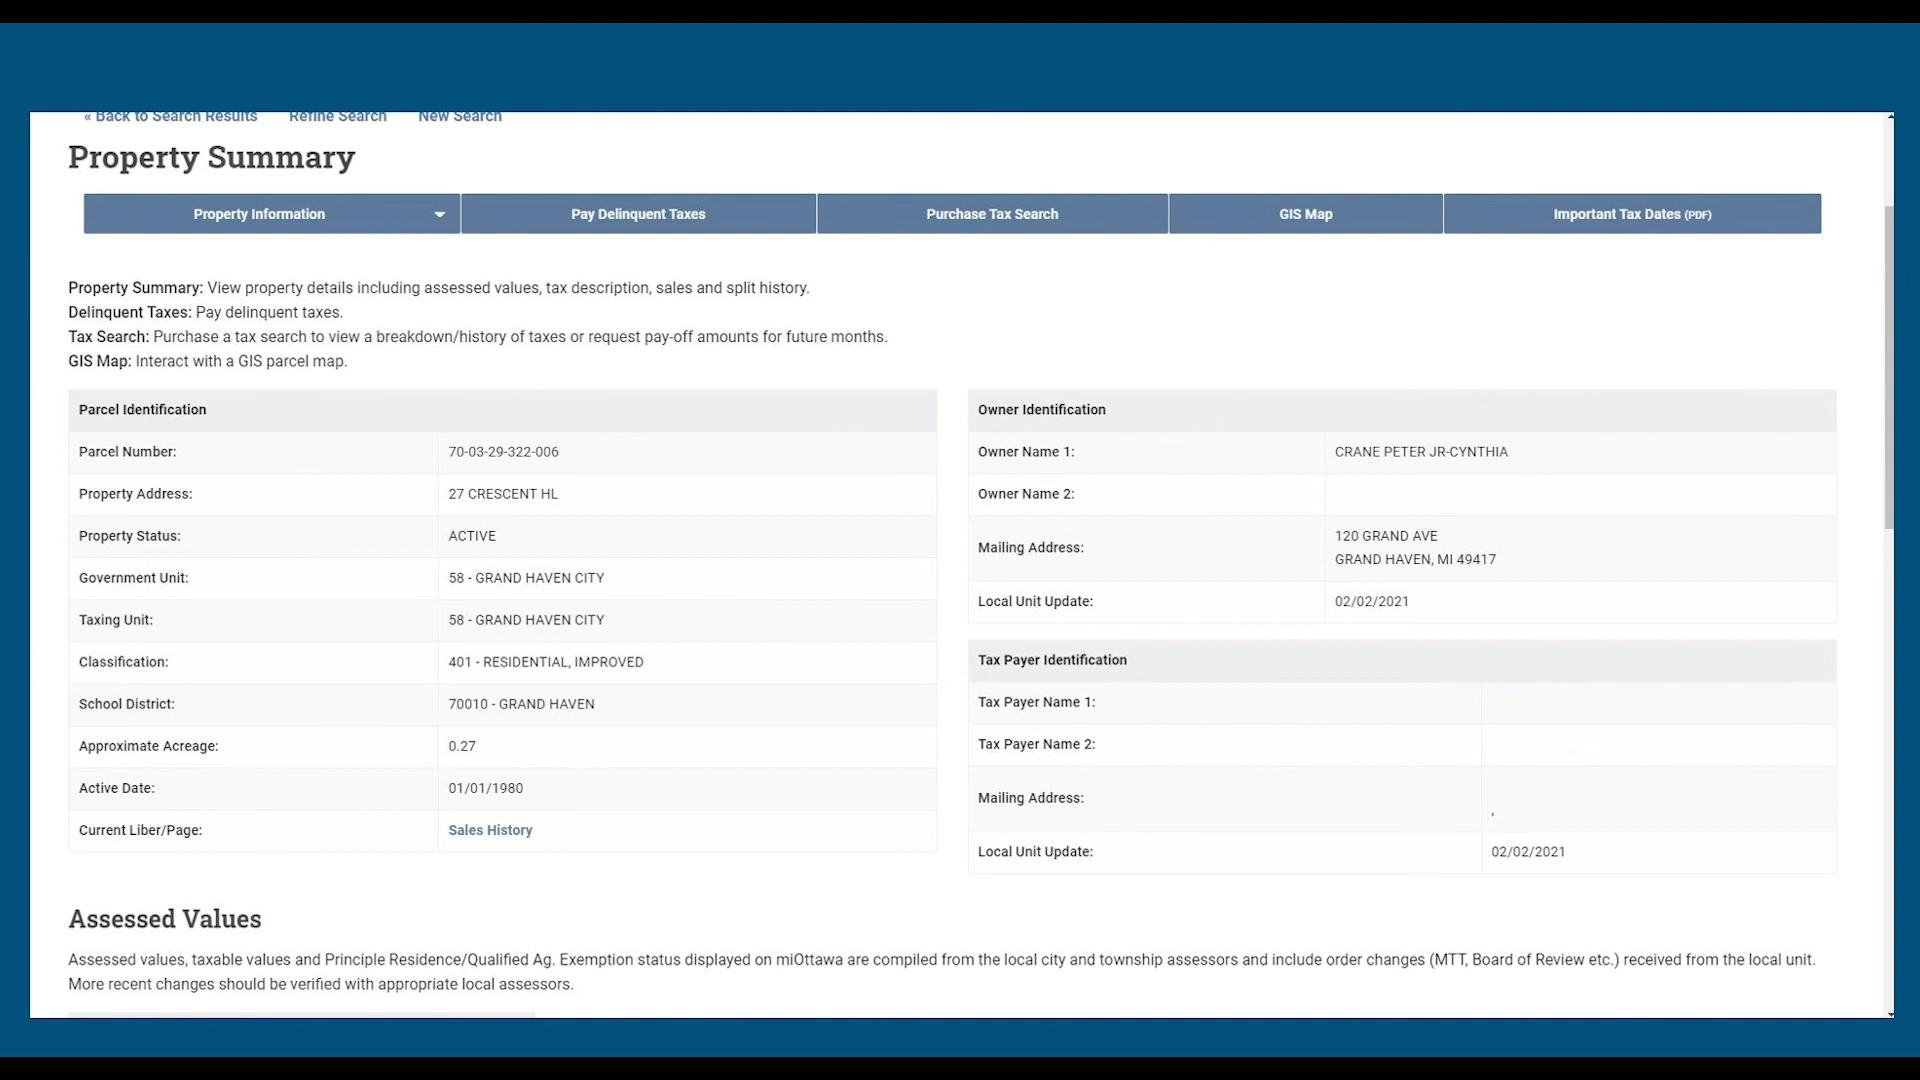 « Back to Search Results Refine Search New Search
Property Summary
Property Information Pay Delinquent Taxes Purchase Tax Search GIS Map Important Tax Dates (PDF)
Property Summary: View property details including assessed values, tax description, sales and split history.
Delinquent Taxes: Pay delinquent taxes.
Tax Search: Purchase a tax search to view a breakdown/history of taxes or request pay-off amounts for future months.
GIS Map: Interact with a GIS parcel map.
Parcel Identification
Parcel Number: 70-03-29-322-006
Property Address: 27 CRESCENT HL
Property Status: ACTIVE
Government Unit: 58 - GRAND HAVEN CITY
Taxing Unit: 58 - GRAND HAVEN CITY
Classification: 401 - RESIDENTIAL, IMPROVED
School District: 70010 - GRAND HAVEN
Approximate Acreage: 0.27
Active Date: 01/01/1980
Current Liber/Page: Sales History
Owner Identification
Owner Name 1: CRANE PETER JR-CYNTHIA
Owner Name 2:
Mailing Address: 120 GRAND AVE
GRAND HAVEN, MI 49417
Local Unit Update: 02/02/2021
Tax Payer Identification
Tax Payer Name 1:
Tax Payer Name 2:
Mailing Address: ,
Local Unit Update: 02/02/2021
Assessed Values
Assessed values, taxable values and Principle Residence/Qualified Ag. Exemption status displayed on miOttawa are compiled from the local city and township assessors and include order changes (MTT, Board of Review etc.) received from the local unit.
More recent changes should be verified with appropriate local assessors.